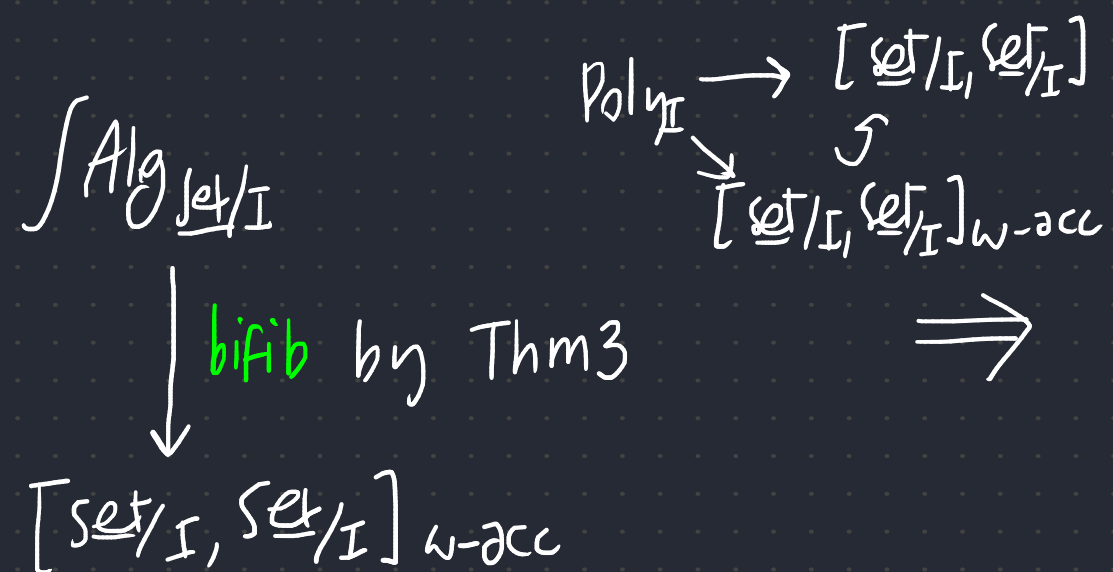 Poly_I → [Set/I, Set/I]
∫Alg_Set/I
[Set/I, Set/I]_ω-acc
bifib by Thm3 ⇒
[Set/I, Set/I]_ω-acc